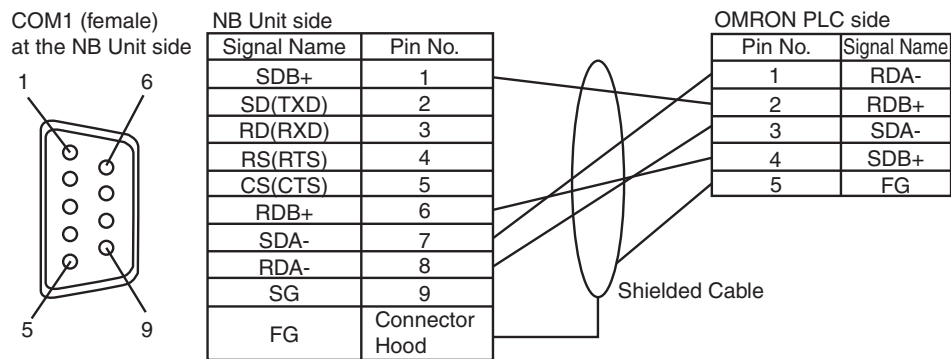 COM1 (female)
at the NB Unit side
1
6
5
9
NB Unit side
Signal Name Pin No.
SDB+ 1
SD(TXD) 2
RD(RXD) 3
RS(RTS) 4
CS(CTS) 5
RDB+ 6
SDA- 7
RDA- 8
SG 9
FG Connector
Hood
Shielded Cable
OMRON PLC side
Pin No. Signal Name
1 RDA-
2 RDB+
3 SDA-
4 SDB+
5 FG